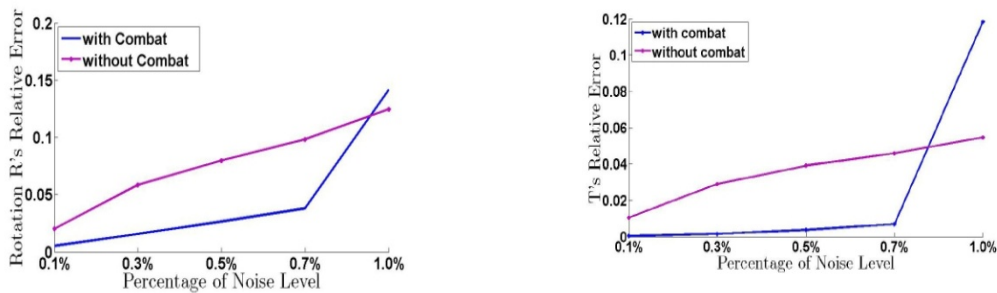 Rotation R's Relative Error
0.2
0.15
0.1
0.05
0
with Combat
without Combat
0.1% 0.3% 0.5% 0.7% 1.0%
Percentage of Noise Level
T's Relative Error
0.12
0.1
0.08
0.06
0.04
0.02
0
with combat
without combat
0.1% 0.3% 0.5% 0.7% 1.0%
Percentage of Noise Level